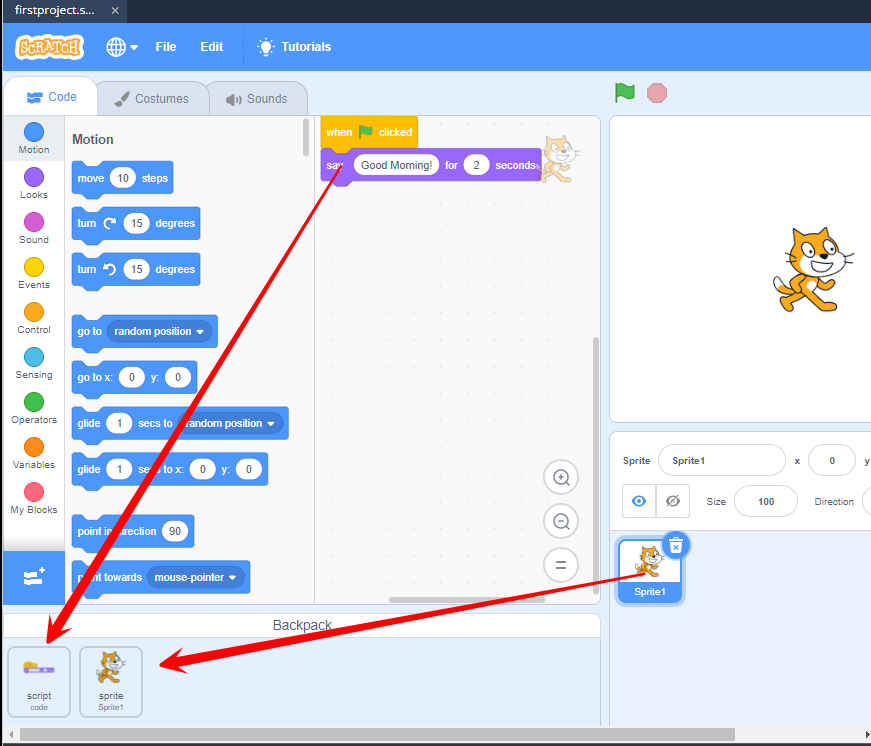 firstproject.s... ×
SCRATCH File Edit Tutorials
Code Costumes Sounds
Motion
Looks
Sound
Events
Control
Sensing
Operators
Variables
My Blocks
Motion
move 10 steps
turn 15 degrees
turn 15 degrees
go to random position
go to x: 0 y: 0
glide 1 secs to random position
glide 1 secs to x: 0 y: 0
point in direction 90
point towards mouse-pointer
when clicked
say Good Morning! for 2 seconds
Sprite Sprite1 x 0 y
Size 100 Direction
Sprite1
Backpack
script
code
sprite
Sprite1